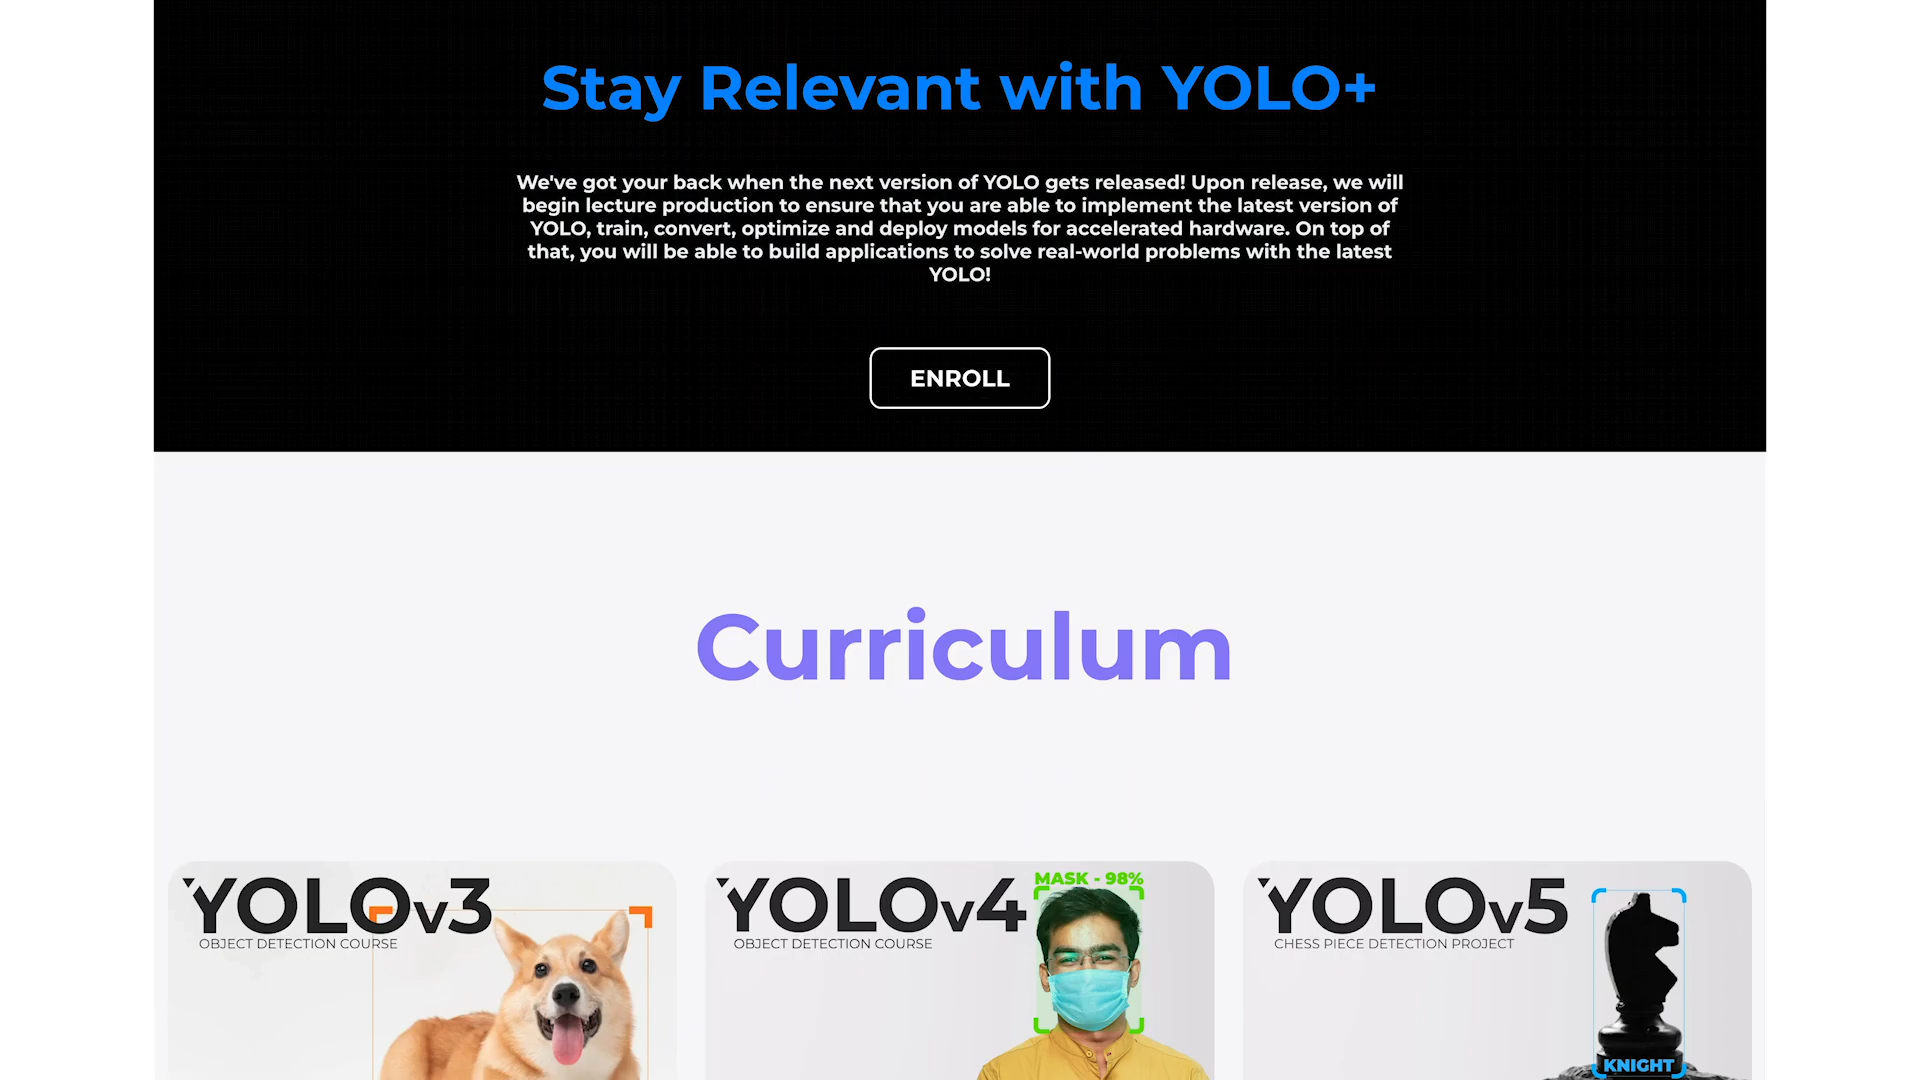 Stay Relevant with YOLO+
We've got your back when the next version of YOLO gets released! Upon release, we will
begin lecture production to ensure that you are able to implement the latest version of
YOLO, train, convert, optimize and deploy models for accelerated hardware. On top of
that, you will be able to build applications to solve real-world problems with the latest
YOLO!
ENROLL
Curriculum
YOLOv3
OBJECT DETECTION COURSE
YOLOv4
OBJECT DETECTION COURSE
MASK - 98%
YOLOv5
CHESS PIECE DETECTION PROJECT
KNIGHT